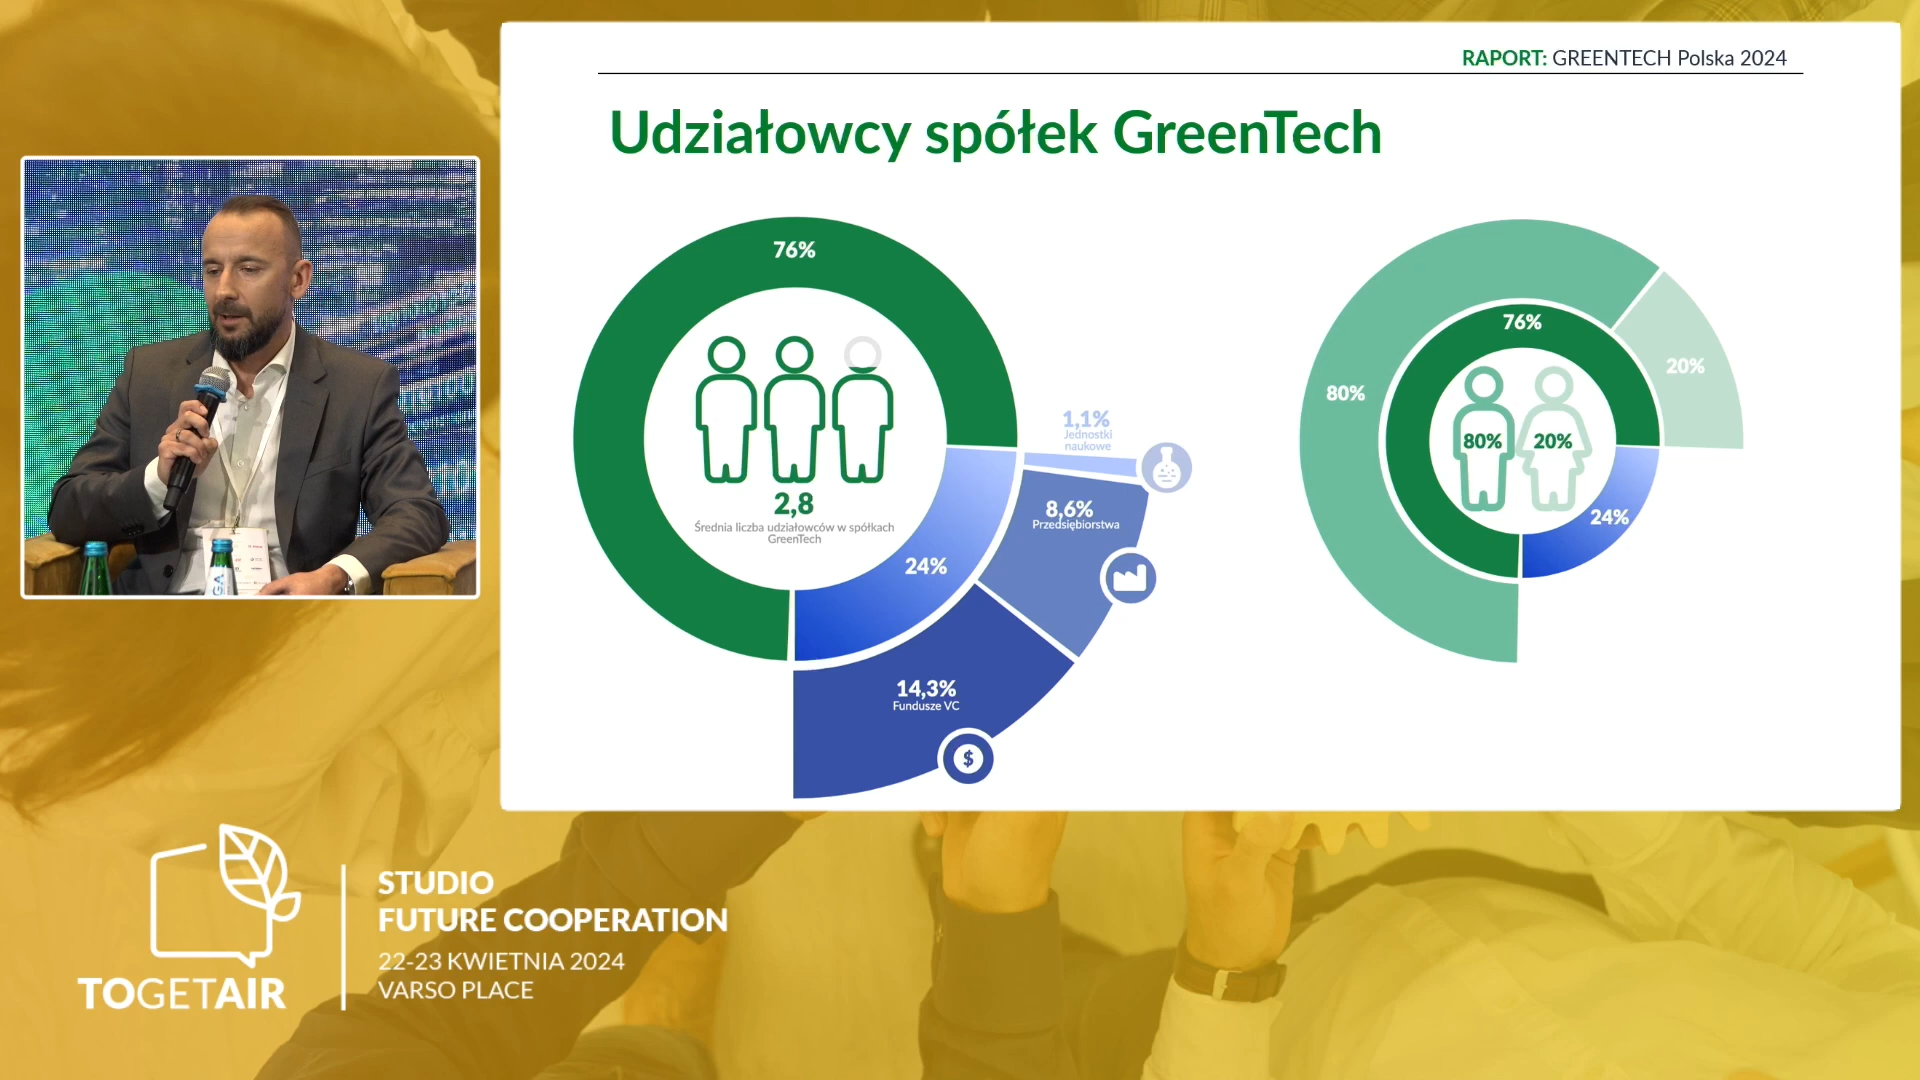 RAPORT: GREENTECH Polska 2024
Udziałowcy spółek GreenTech
76%
2,8
Średnia liczba udziałowców w spółkach
GreenTech
24%
1,1%
Jednostki
naukowe
8,6%
Przedsiębiorstwa
14,3%
Fundusze VC
$
76%
80%
20%
80%
20%
24%
TOGETAIR
STUDIO
FUTURE COOPERATION
22-23 KWIETNIA 2024
VARSO PLACE